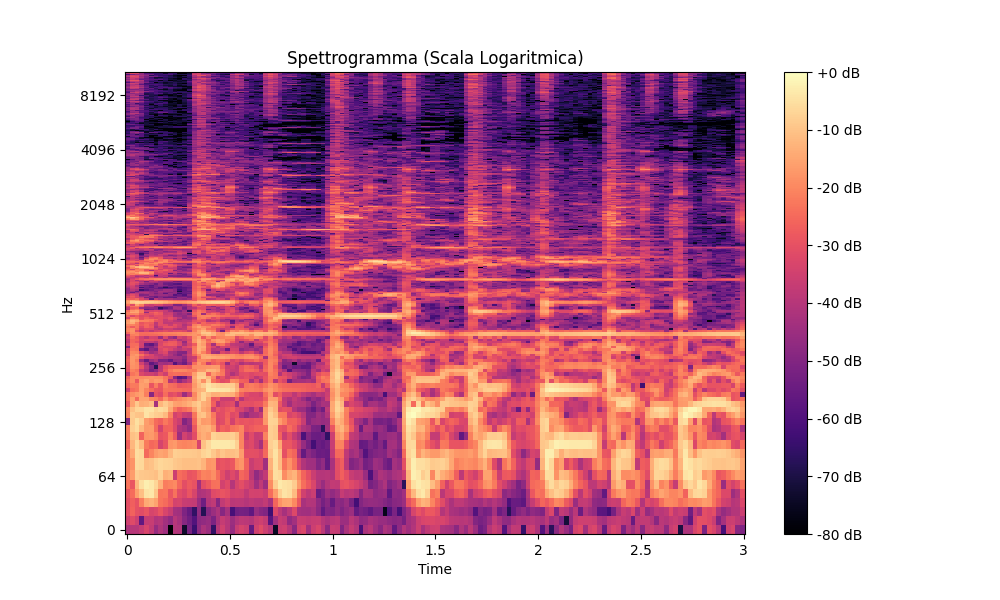 Spettrogramma (Scala Logaritmica)
Hz
8192
4096
2048
1024
512
256
128
64
0
0
0.5
1
1.5
2
2.5
3
Time
+0 dB
-10 dB
-20 dB
-30 dB
-40 dB
-50 dB
-60 dB
-70 dB
-80 dB